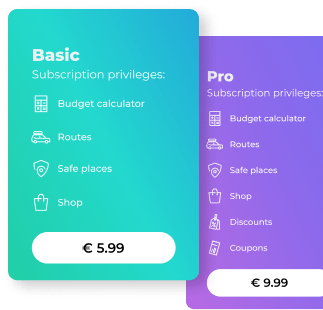 Basic
Subscription privileges:
Budget calculator
Routes
Safe places
Shop
€ 5.99
Pro
Subscription privileges:
Budget calculator
Routes
Safe places
Shop
Discounts
Coupons
€ 9.99